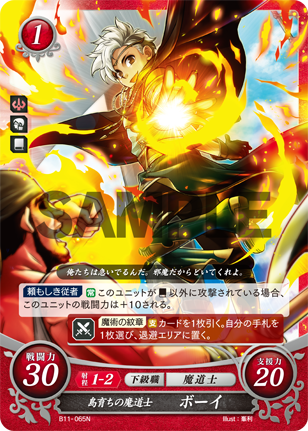 1
SAMPLE
俺たちは急いでるんだ。邪魔だからどいてくれよ。
頼もしき従者 常 このユニットが 以外に攻撃されている場合、
このユニットの戦闘力は+10される。
魔術の紋章 支 カードを1枚引く。自分の手札を
1枚選び、退避エリアに置く。
戦闘力 30 射程 1-2 下級職 魔道士 支援力 20
島育ちの魔道士 ボーイ
B11-065N Illust: